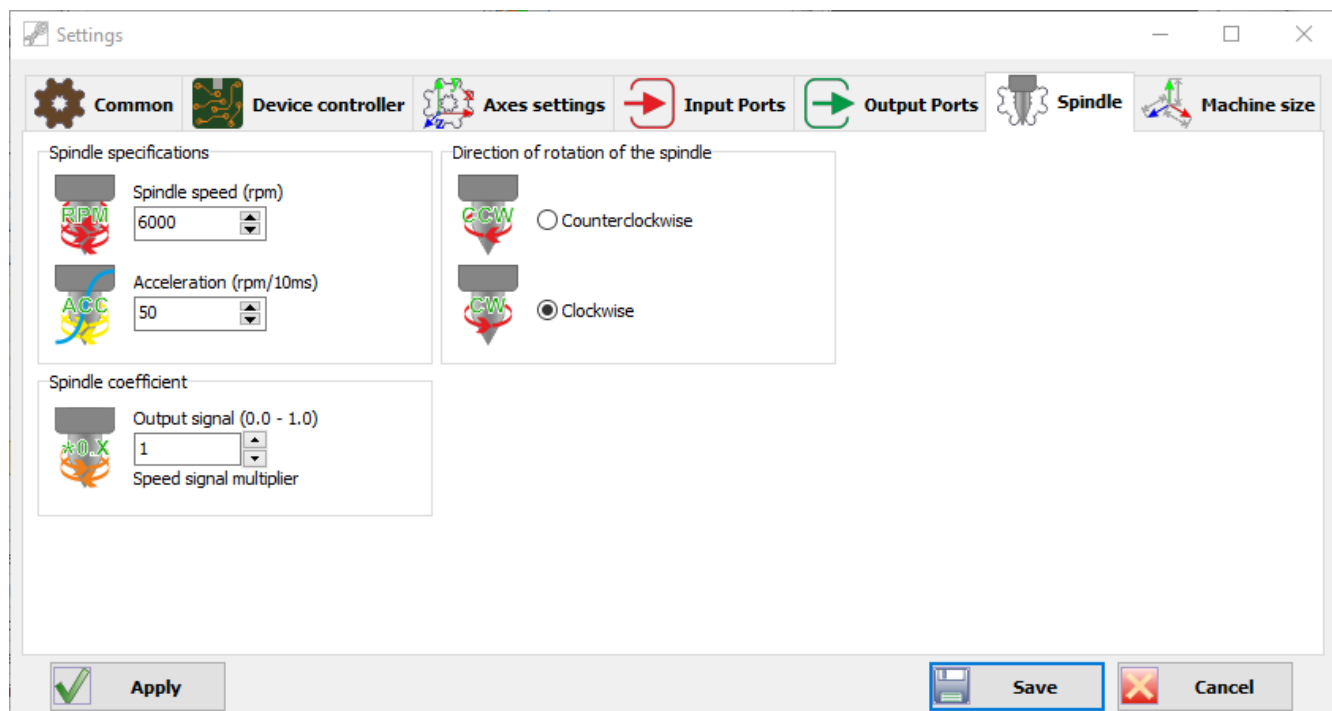 Settings
Common
Device controller
Axes settings
Input Ports
Output Ports
Spindle
Machine size
Spindle specifications
RPM
Spindle speed (rpm)
6000
ACC
Acceleration (rpm/10ms)
50
Direction of rotation of the spindle
CCW
Counterclockwise
CW
Clockwise
Spindle coefficient
*0.X
Output signal (0.0 - 1.0)
1
Speed signal multiplier
Apply
Save
Cancel